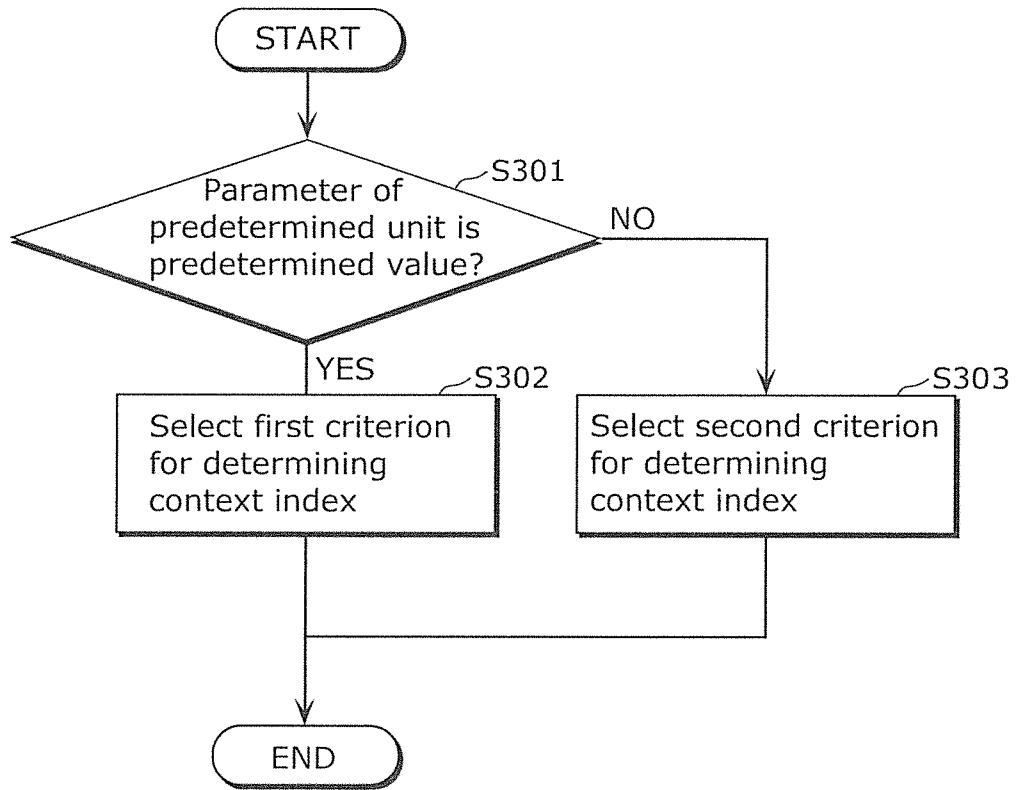 START
S301
Parameter of
predetermined unit is
predetermined value?
NO
YES
S302
Select first criterion
for determining
context index
S303
Select second criterion
for determining
context index
END